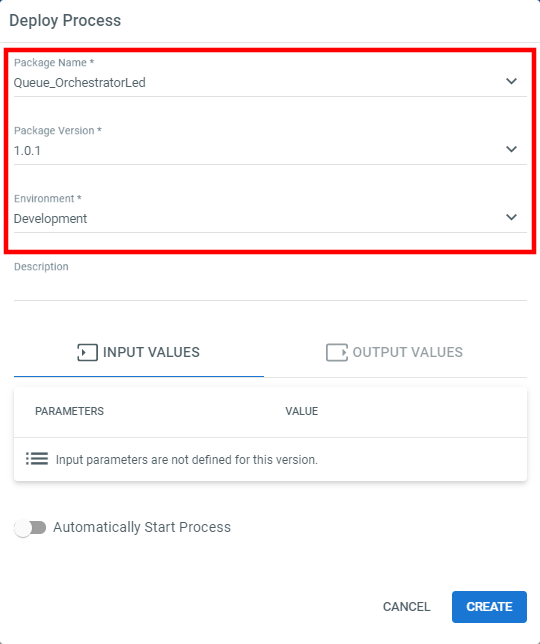 Deploy Process
Package Name *
Queue_OrchestratorLed
Package Version *
1.0.1
Environment *
Development
Description
INPUT VALUES
OUTPUT VALUES
PARAMETERS
VALUE
Input parameters are not defined for this version.
Automatically Start Process
CANCEL
CREATE